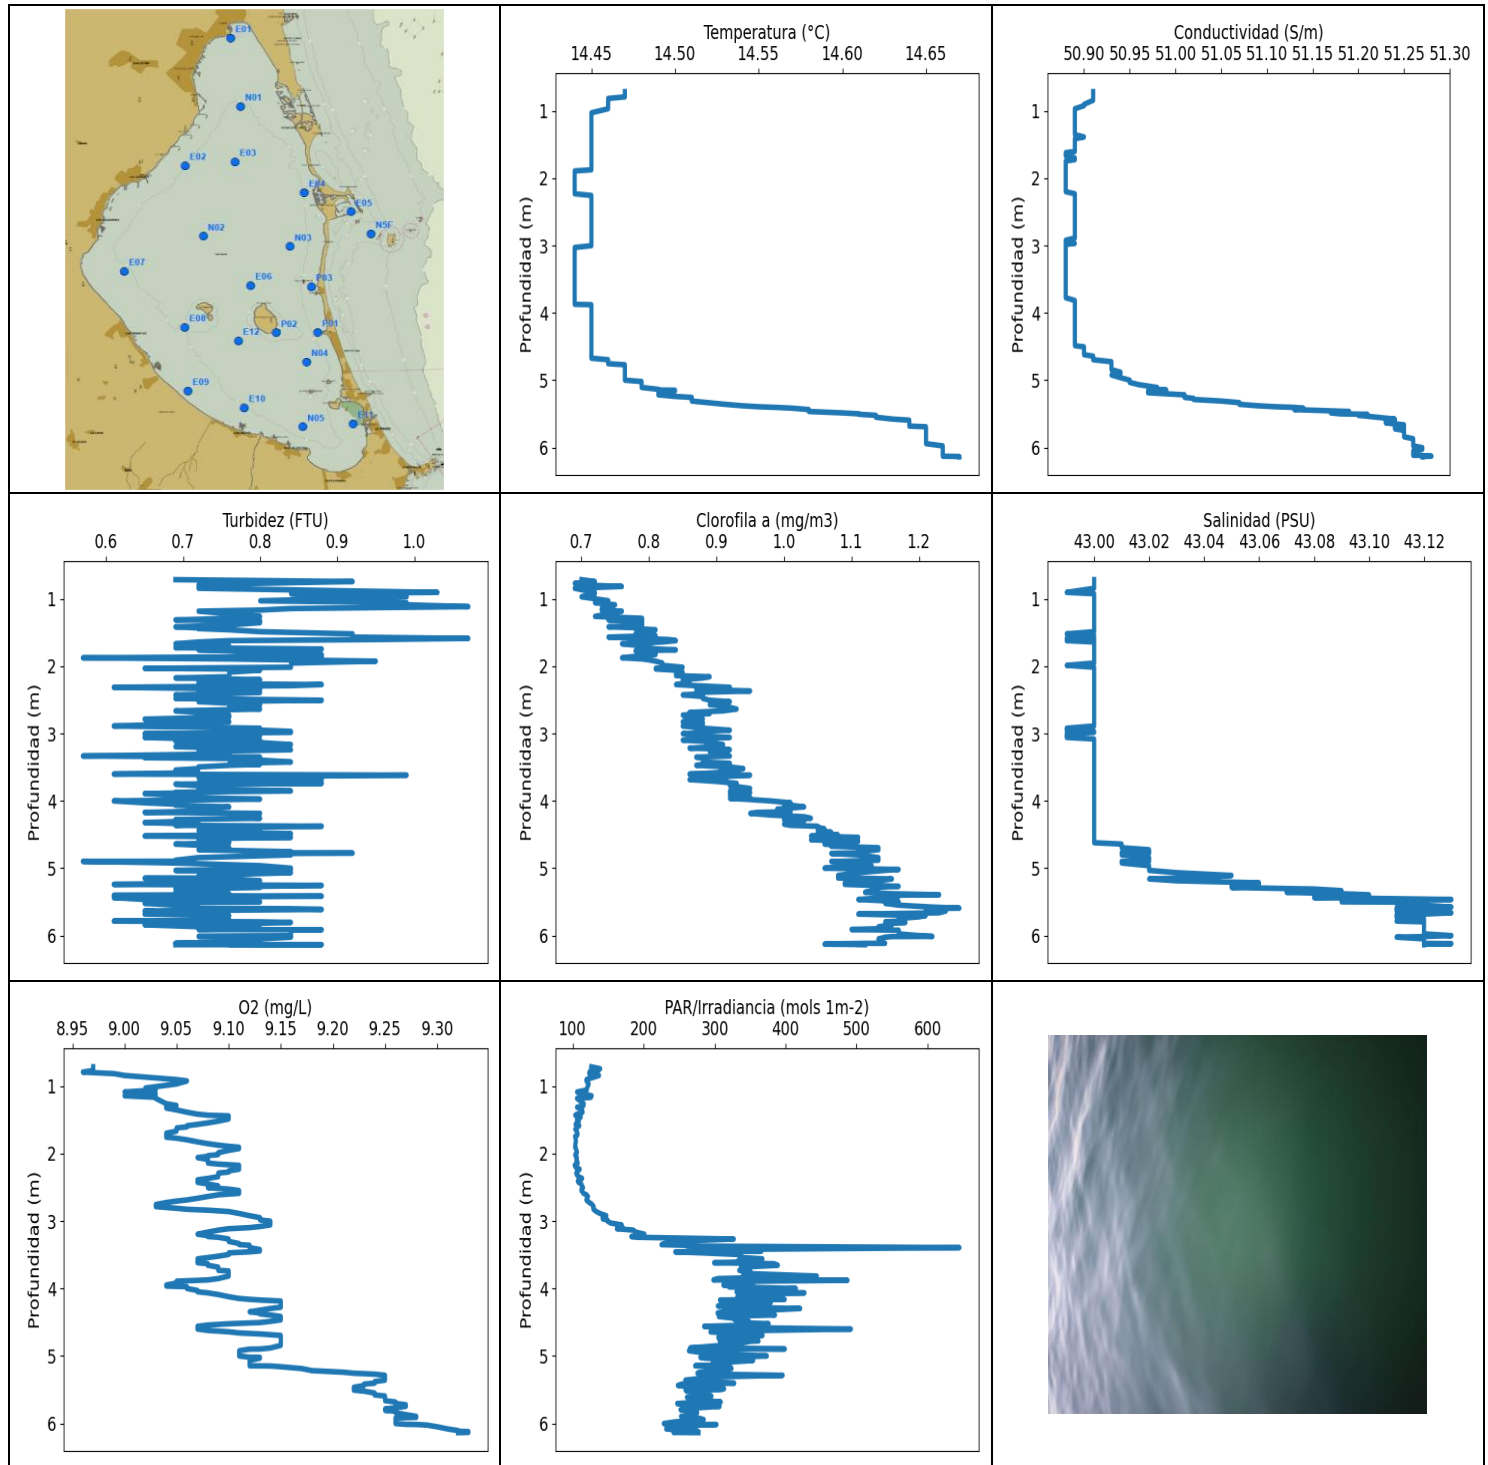 E01
N01
E02
E03
E04
E05
N5F
N02
N03
E07
E06
P03
E08
E12
P02
P01
N04
E09
E10
N05
E11
Temperatura (°C)
14.45 14.50 14.55 14.60 14.65
Profundidad (m)
1
2
3
4
5
6
Conductividad (S/m)
50.90 50.95 51.00 51.05 51.10 51.15 51.20 51.25 51.30
Profundidad (m)
1
2
3
4
5
6
Turbidez (FTU)
0.6 0.7 0.8 0.9 1.0
Profundidad (m)
1
2
3
4
5
6
Clorofila a (mg/m3)
0.7 0.8 0.9 1.0 1.1 1.2
Profundidad (m)
1
2
3
4
5
6
Salinidad (PSU)
43.00 43.02 43.04 43.06 43.08 43.10 43.12
Profundidad (m)
1
2
3
4
5
6
O2 (mg/L)
8.95 9.00 9.05 9.10 9.15 9.20 9.25 9.30
Profundidad (m)
1
2
3
4
5
6
PAR/Irradiancia (mols 1m-2)
100 200 300 400 500 600
Profundidad (m)
1
2
3
4
5
6